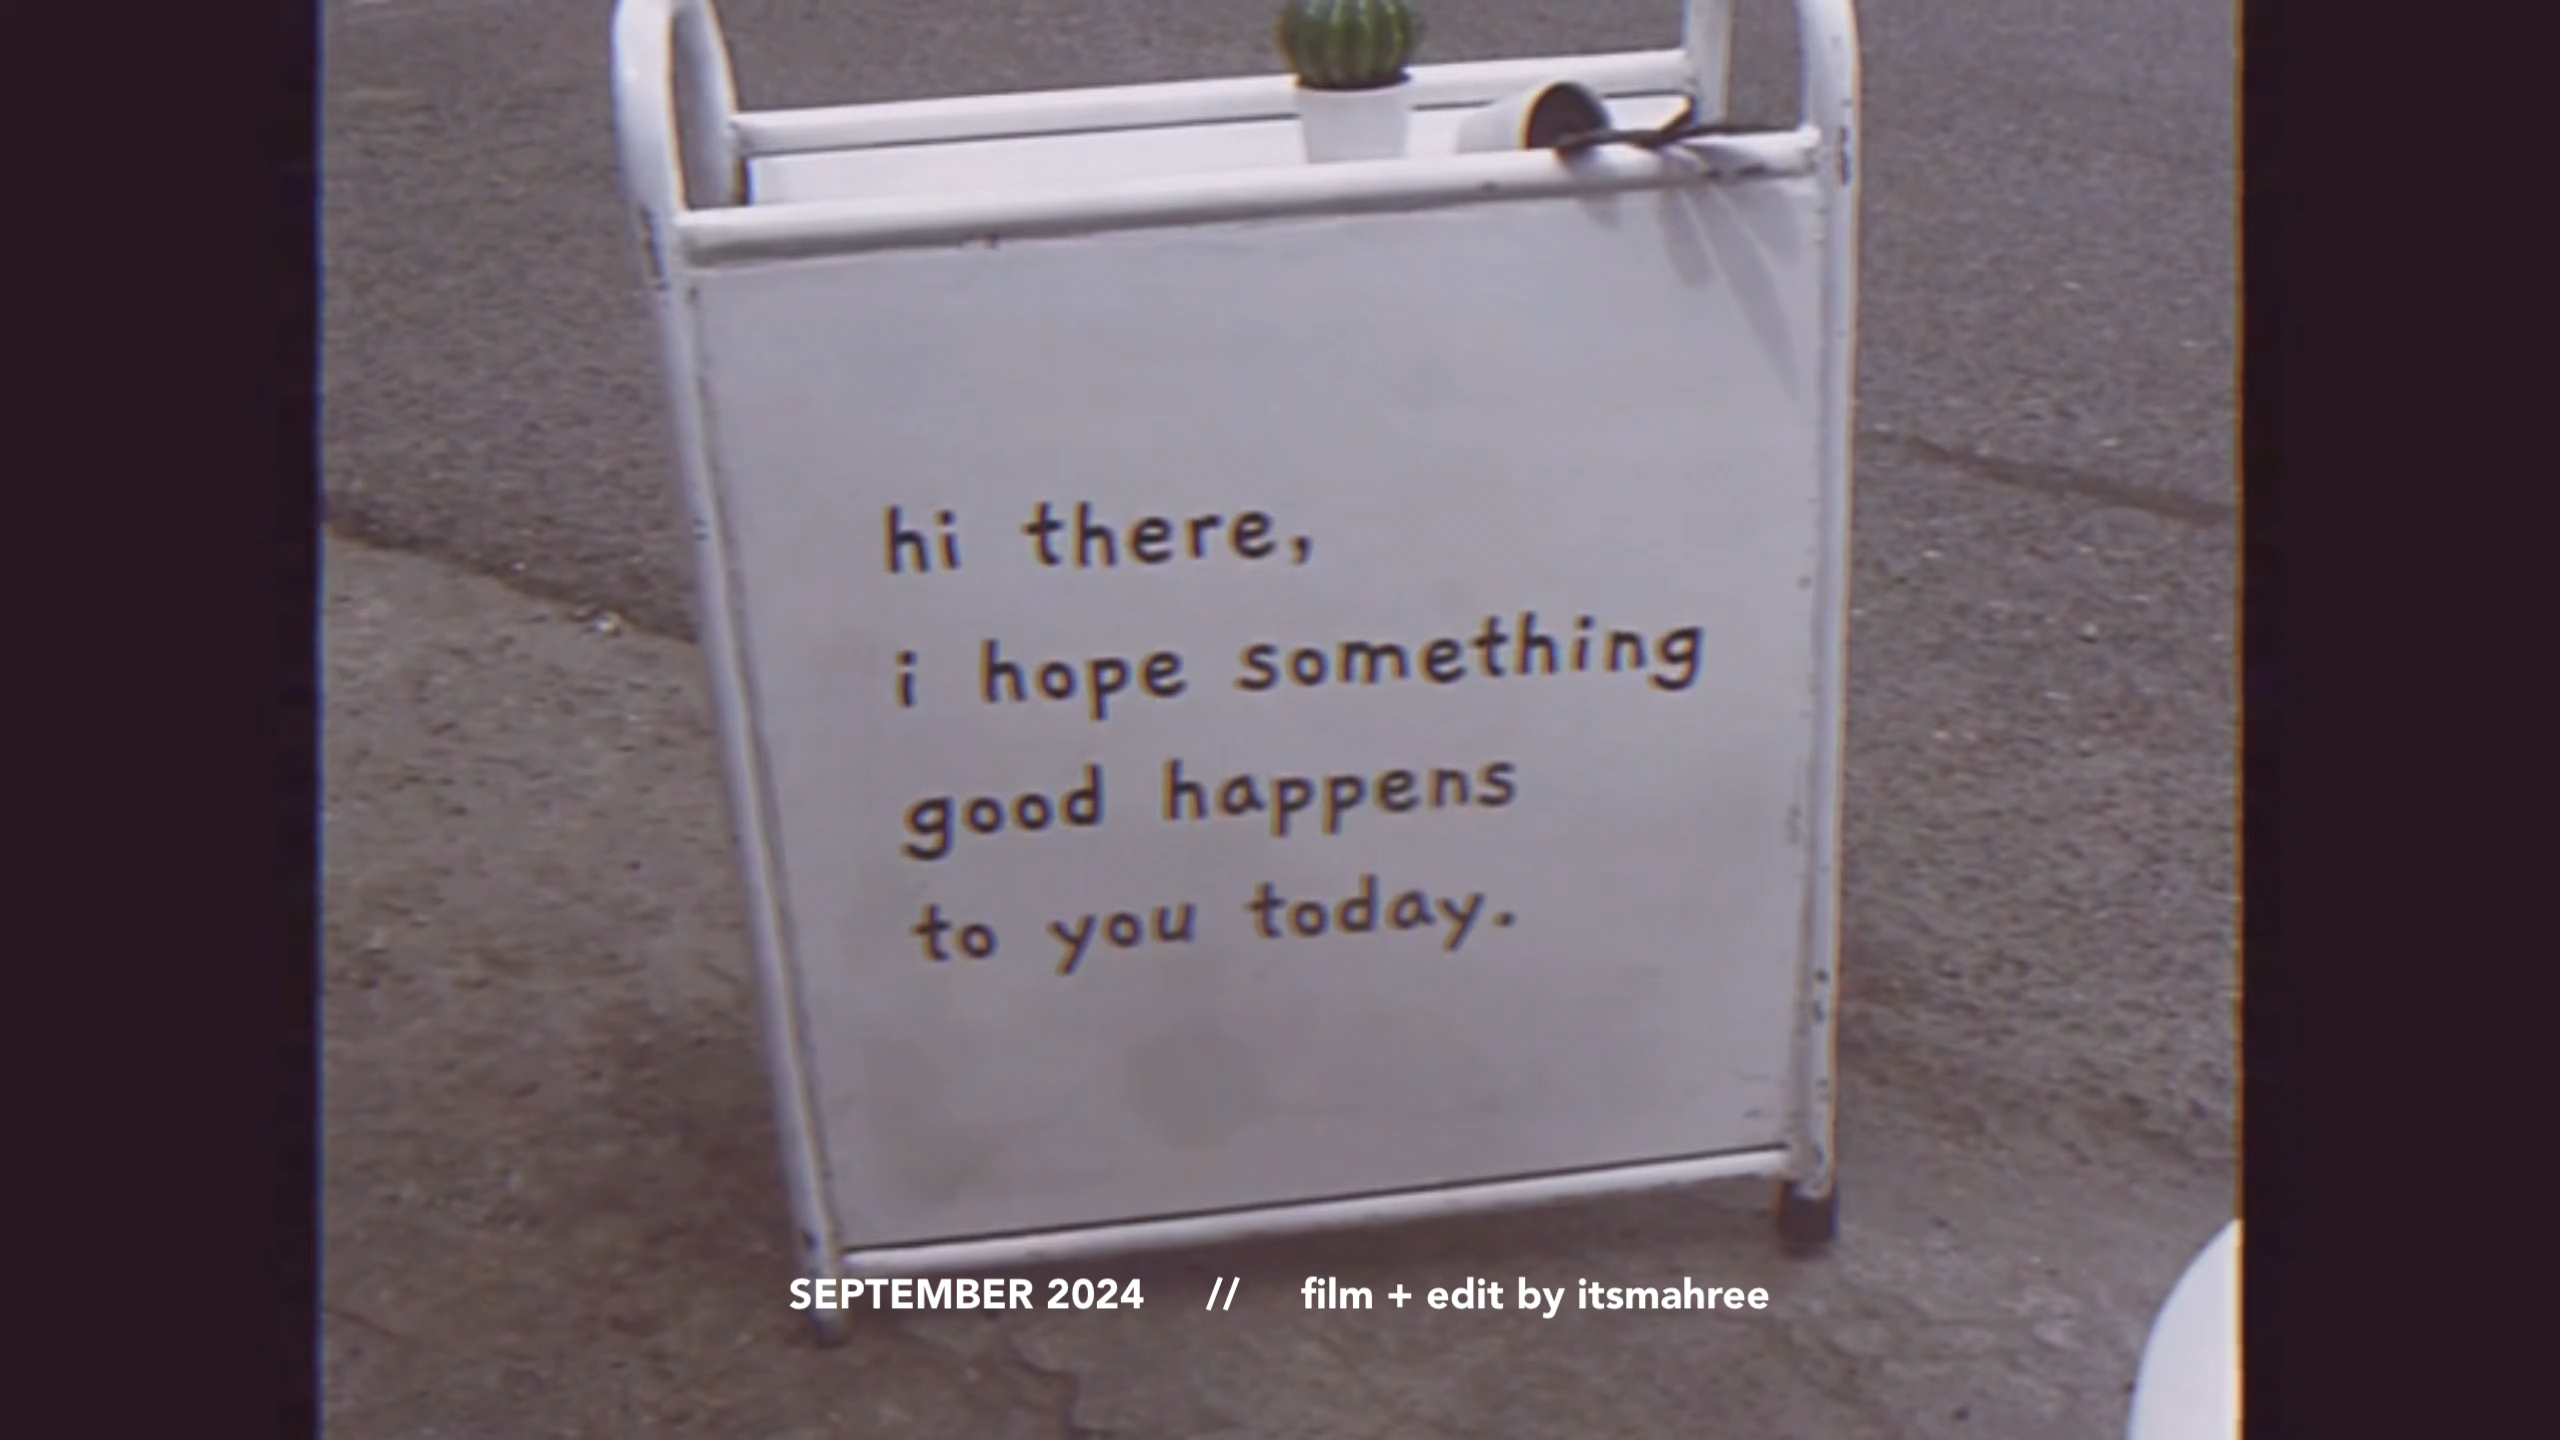 hi there,
i hope something
good happens
to you today.
SEPTEMBER 2024 // film + edit by itsmahree